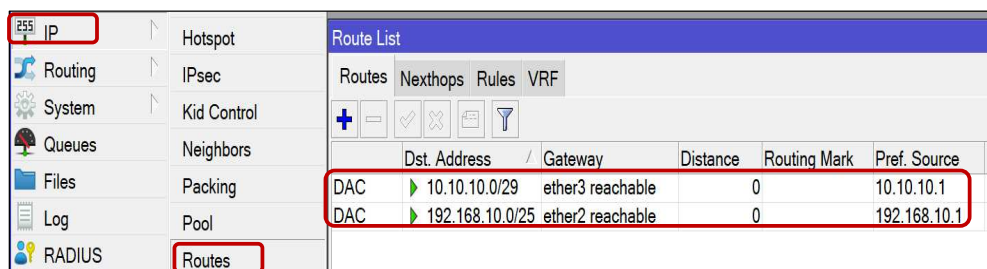 255 IP
Routing
System
Queues
Files
Log
RADIUS
Hotspot
IPsec
Kid Control
Neighbors
Packing
Pool
Routes
Route List
Routes Nexthops Rules VRF
Dst. Address / Gateway Distance Routing Mark Pref. Source
DAC 10.10.10.0/29 ether3 reachable 0 10.10.10.1
DAC 192.168.10.0/25 ether2 reachable 0 192.168.10.1